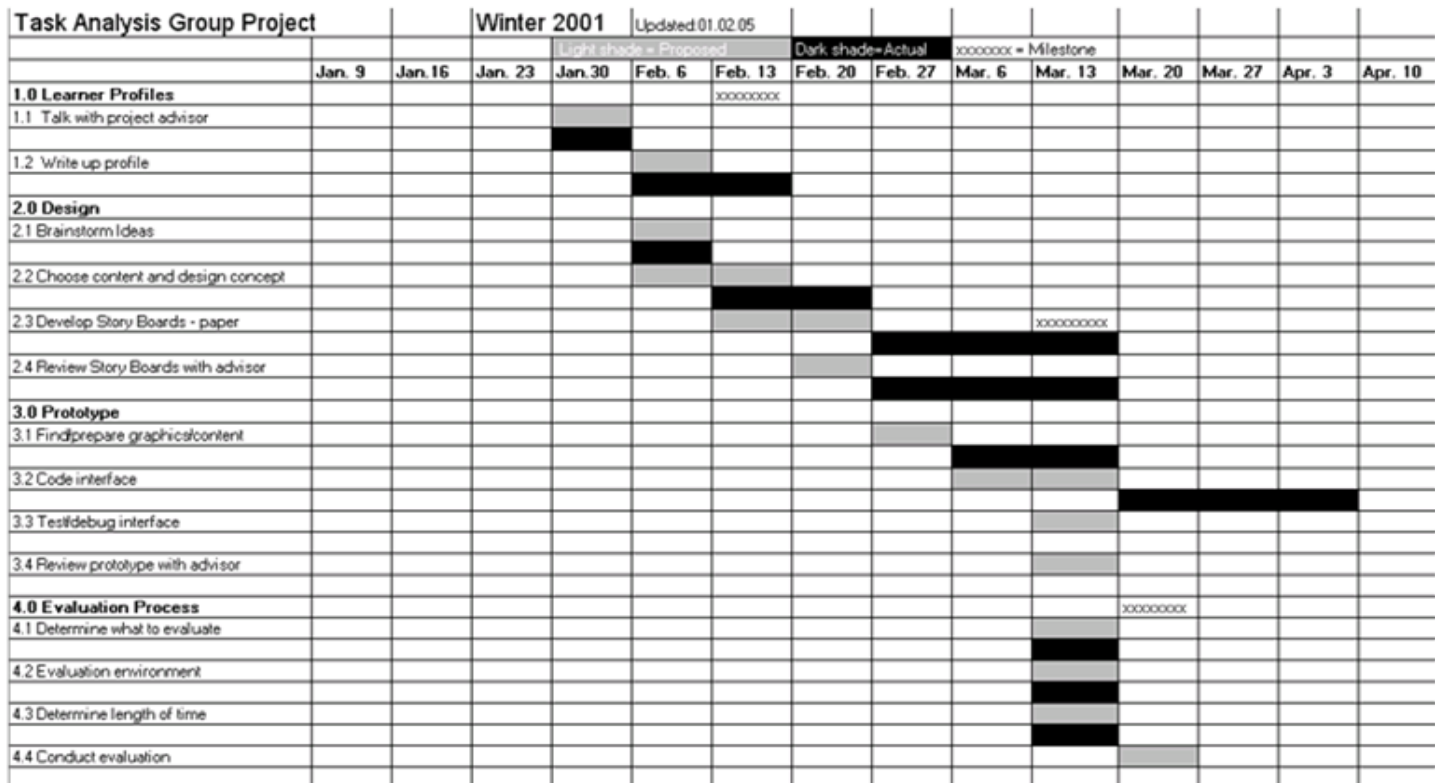 Task Analysis Group Project Winter 2001 Updated:01.02.05
Light shade = Proposed Dark shade=Actual xxxxxxx = Milestone
Jan. 9 Jan.16 Jan. 23 Jan.30 Feb. 6 Feb. 13 Feb. 20 Feb. 27 Mar. 6 Mar. 13 Mar. 20 Mar. 27 Apr. 3 Apr. 10
1.0 Learner Profiles xxxxxxxx
1.1 Talk with project advisor
1.2 Write up profile
2.0 Design
2.1 Brainstorm Ideas
2.2 Choose content and design concept
2.3 Develop Story Boards - paper xxxxxxxxx
2.4 Review Story Boards with advisor
3.0 Prototype
3.1 Find/prepare graphics/content
3.2 Code interface
3.3 Test/debug interface
3.4 Review prototype with advisor
4.0 Evaluation Process xxxxxxxx
4.1 Determine what to evaluate
4.2 Evaluation environment
4.3 Determine length of time
4.4 Conduct evaluation